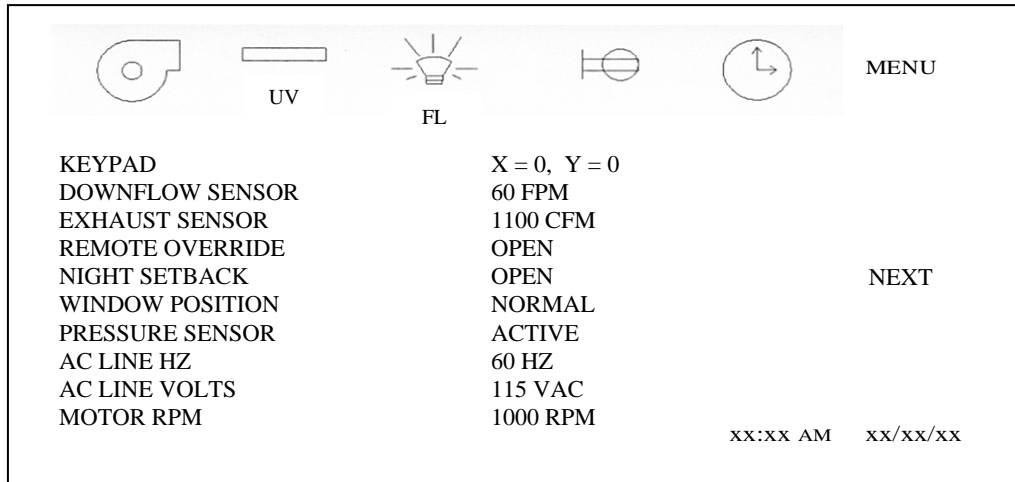 MENU
UV
FL
KEYPAD X = 0, Y = 0
DOWNFLOW SENSOR 60 FPM
EXHAUST SENSOR 1100 CFM
REMOTE OVERRIDE OPEN
NIGHT SETBACK OPEN NEXT
WINDOW POSITION NORMAL
PRESSURE SENSOR ACTIVE
AC LINE HZ 60 HZ
AC LINE VOLTS 115 VAC
MOTOR RPM 1000 RPM
xx:xx AM xx/xx/xx